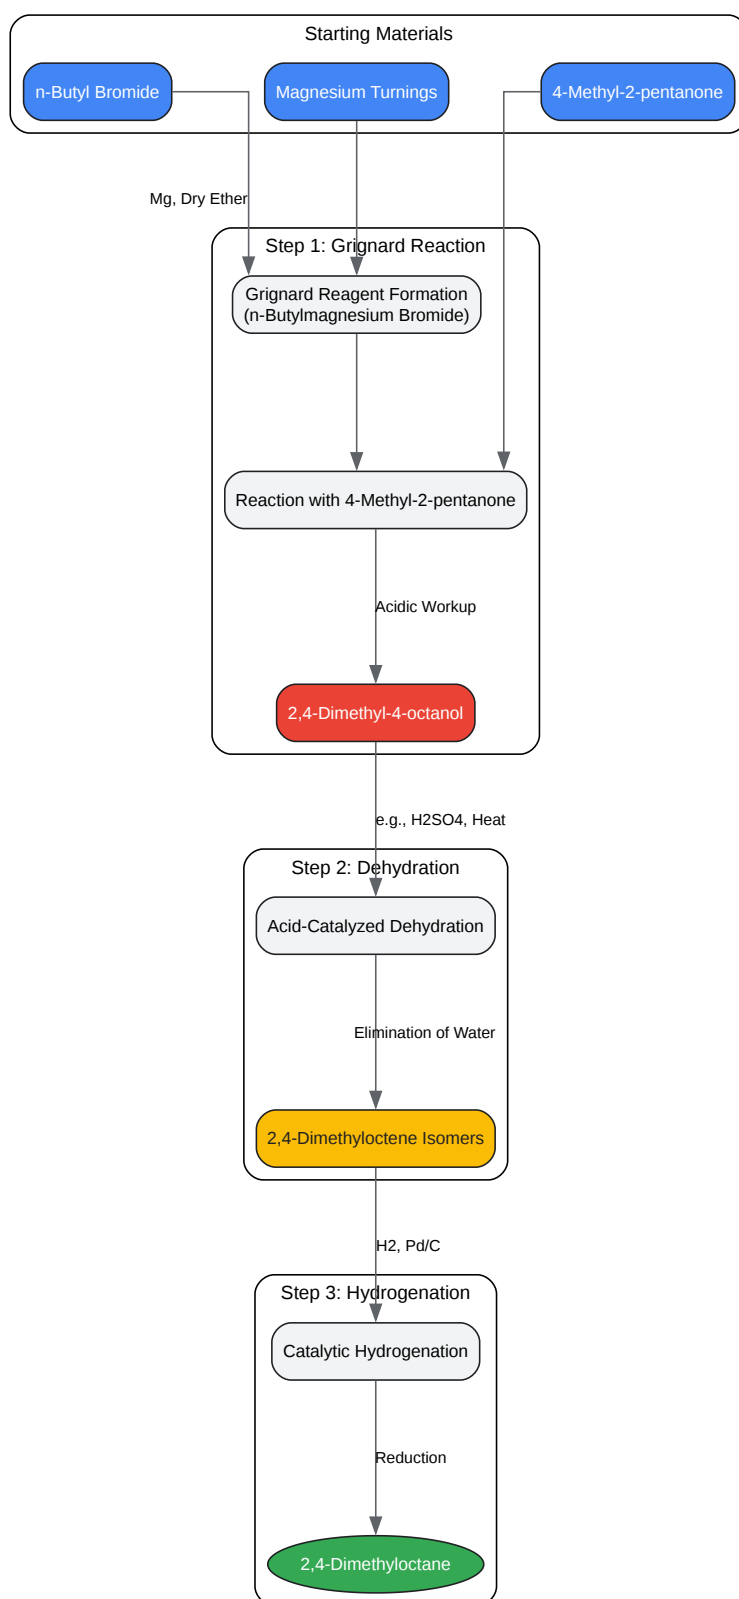 Starting Materials
n-Butyl Bromide
Magnesium Turnings
4-Methyl-2-pentanone
Mg, Dry Ether
Step 1: Grignard Reaction
Grignard Reagent Formation
(n-Butylmagnesium Bromide)
Reaction with 4-Methyl-2-pentanone
Acidic Workup
2,4-Dimethyl-4-octanol
e.g., H2SO4, Heat
Step 2: Dehydration
Acid-Catalyzed Dehydration
Elimination of Water
2,4-Dimethyloctene Isomers
H2, Pd/C
Step 3: Hydrogenation
Catalytic Hydrogenation
Reduction
2,4-Dimethyloctane